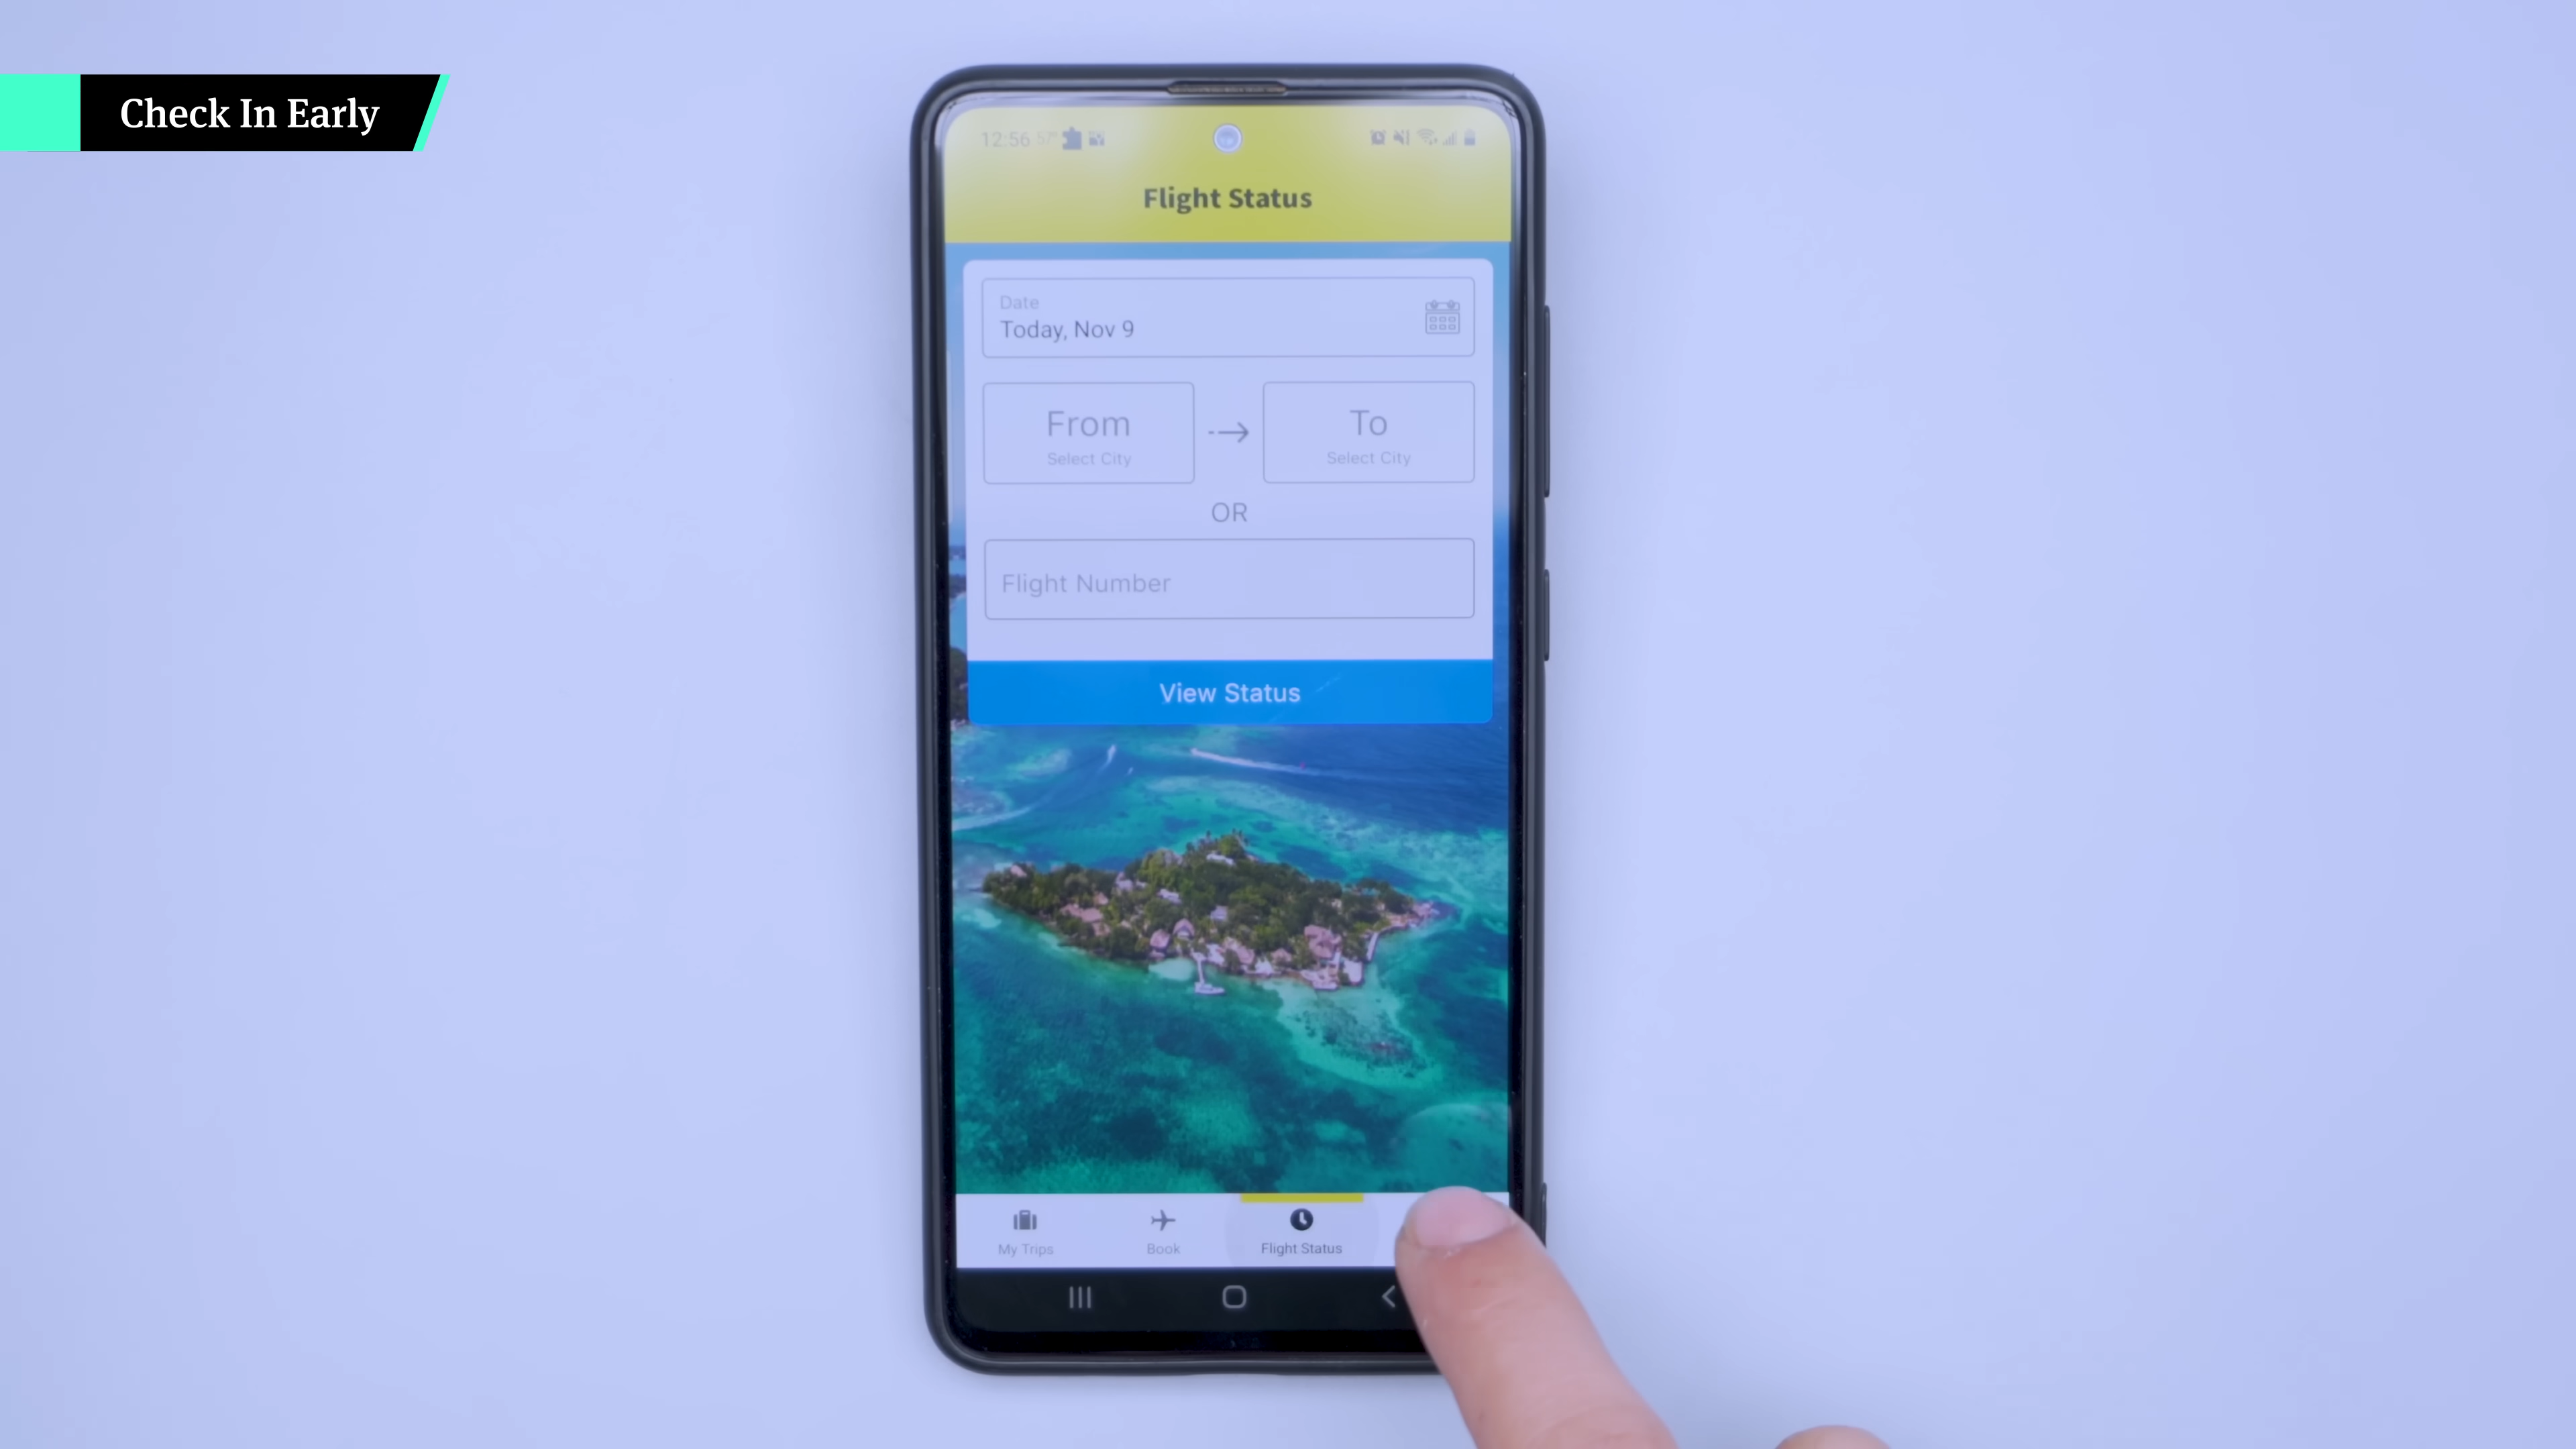 Check In Early
12:56 57°
Flight Status
Date
Today, Nov 9
From
Select City
To
Select City
OR
Flight Number
View Status
My Trips
Book
Flight Status